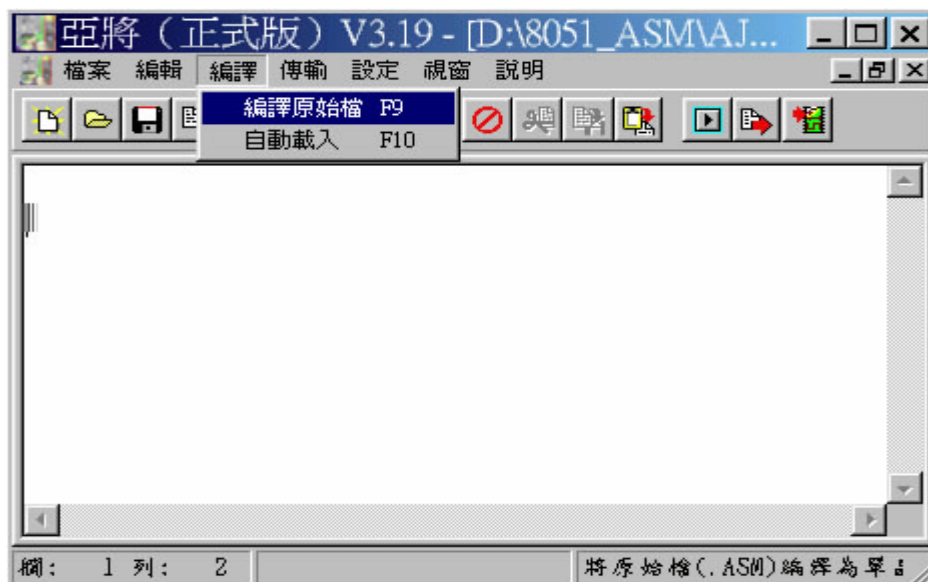 亞將（正式版）V3.19 - [D:\8051_ASM\AJ...
檔案 編輯 編譯 傳輸 設定 視窗 說明
編譯原始檔 F9
自動載入 F10
欄: 1 列: 2 將原始檔(.ASM)編譯為單